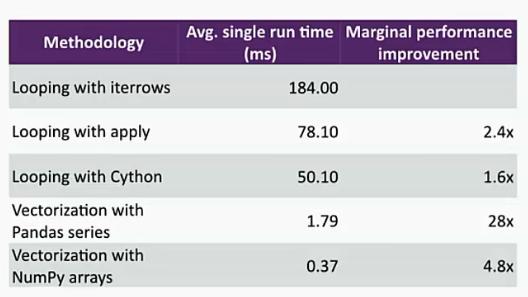 Methodology Avg. single run time (ms) Marginal performance improvement
Looping with iterrows 184.00
Looping with apply 78.10 2.4x
Looping with Cython 50.10 1.6x
Vectorization with
Pandas series 1.79 28x
Vectorization with
NumPy arrays 0.37 4.8x